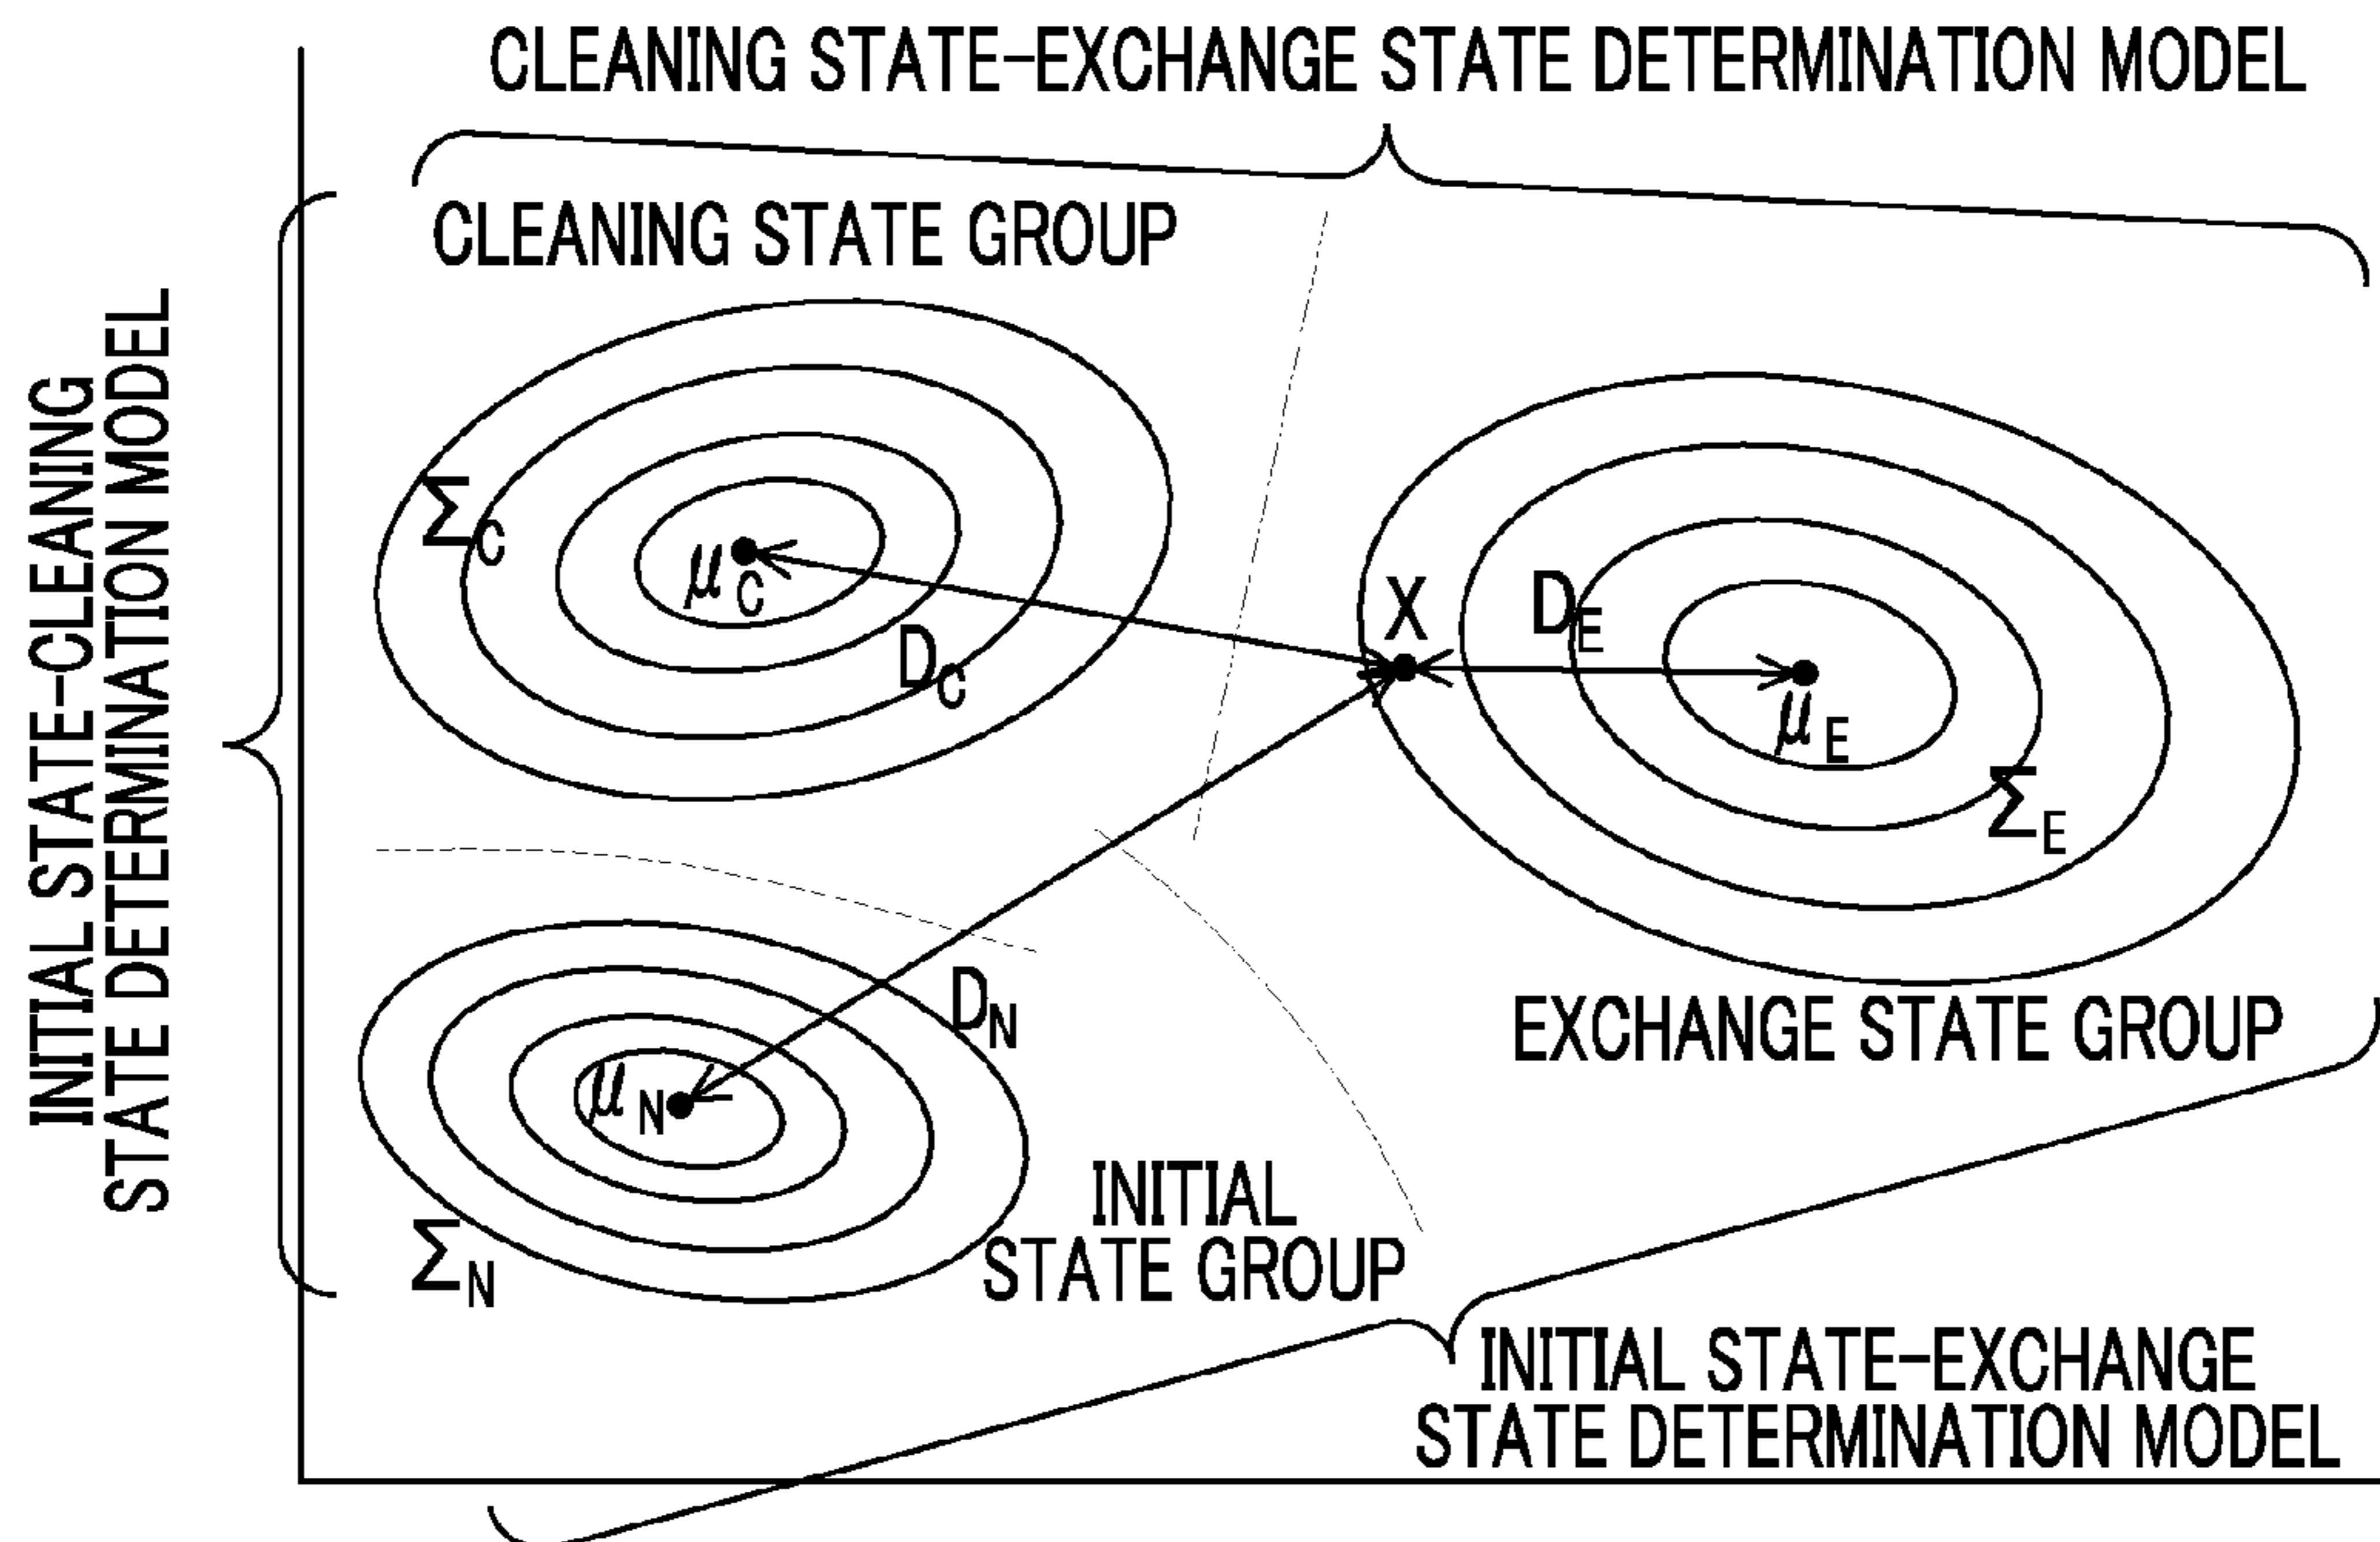 CLEANING STATE-EXCHANGE STATE DETERMINATION MODEL
INITIAL STATE-CLEANING
STATE DETERMINATION MODEL
CLEANING STATE GROUP
ΣC
μC
DC
X
DE
μE
ΣE
EXCHANGE STATE GROUP
DN
μN
ΣN
INITIAL
STATE GROUP
INITIAL STATE-EXCHANGE
STATE DETERMINATION MODEL